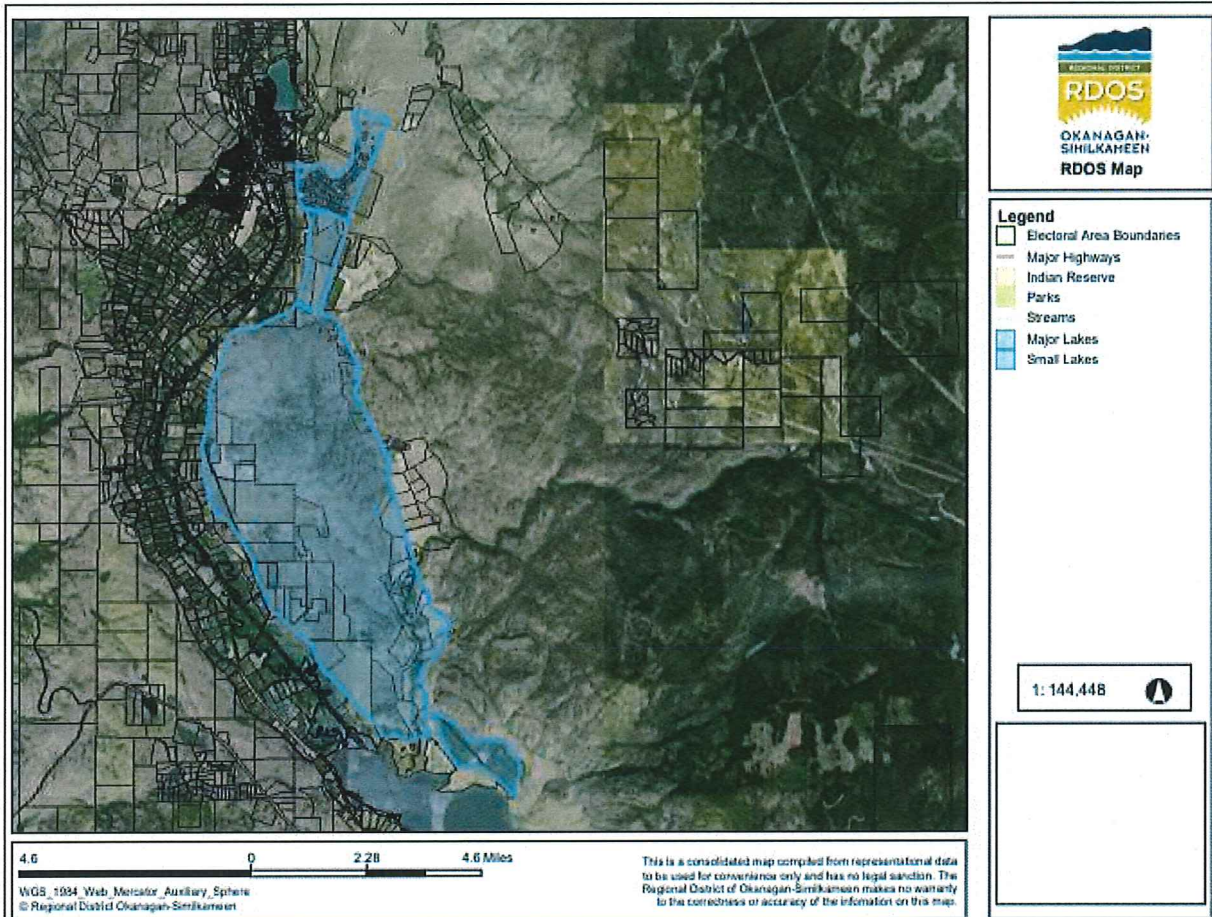 REGIONAL DISTRICT
RDOS
OKANAGAN-
SIMILKAMEEN
RDOS Map
Legend
Electoral Area Boundaries
Major Highways
Indian Reserve
Parks
Streams
Major Lakes
Small Lakes
1: 144,448
4.6 0 2.28 4.6 Miles
WGS_1984_Web_Mercator_Auxiliary_Sphere
© Regional District Okanagan-Similkameen
This is a consolidated map compiled from representational data
to be used for convenience only and has no legal sanction. The
Regional District of Okanagan-Similkameen makes no warranty
to the correctness or accuracy of the information on this map.